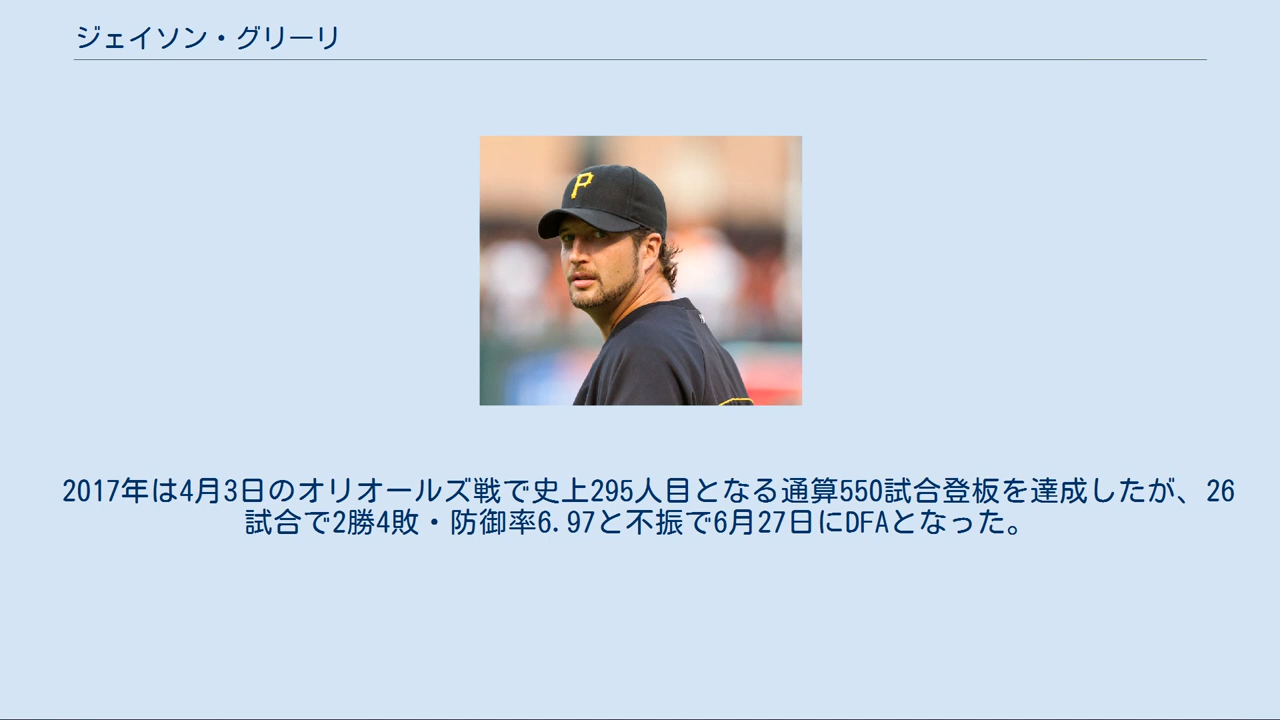 ジェイソン・グリーリ
P
2017年は4月3日のオリオールズ戦で史上295人目となる通算550試合登板を達成したが、26
試合で2勝4敗・防御率6.97と不振で6月27日にDFAとなった。